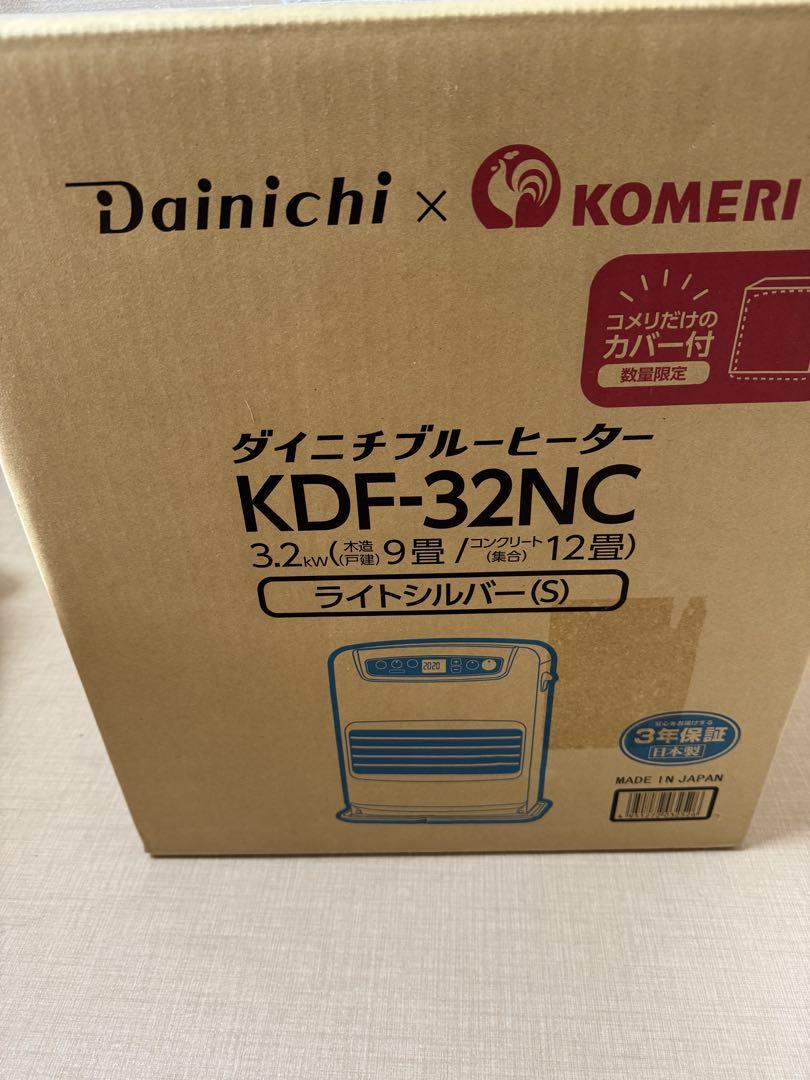 Dainichi × KOMERI
コメリだけの
カバー付
数量限定
ダイニチブルーヒーター
KDF-32NC
3.2kW(木造(戸建)9畳/コンクリート(集合)12畳)
ライトシルバー(S)
2020
安心をお届けする
3年保証
日本製
MADE IN JAPAN